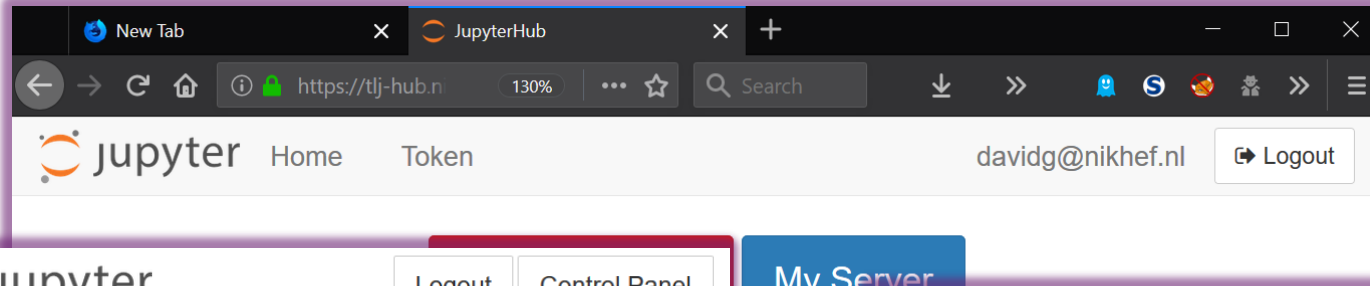 New Tab
JupyterHub
https://tlj-hub.n
130%
Search
jupyter
Home
Token
davidg@nikhef.nl
Logout
jupyter
Logout
Control Panel
My Server